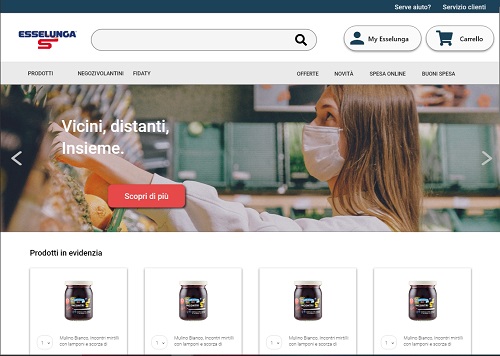 Serve aiuto? Servizio clienti
ESSELUNGA
S
My Esselunga
Carrello
PRODOTTI NEGOZI VOLANTINI FIDATY OFFERTE NOVITÀ SPESA ONLINE BUONI SPESA
Vicini, distanti,
Insieme.
Scopri di più
Prodotti in evidenzia
1 Mulino Bianco, Incontri mirtilli
con lamponi e scorza di
1 Mulino Bianco, Incontri mirtilli
con lamponi e scorza di
1 Mulino Bianco, Incontri mirtilli
con lamponi e scorza di
1 Mulino Bianco, Incontri mirtilli
con lamponi e scorza di